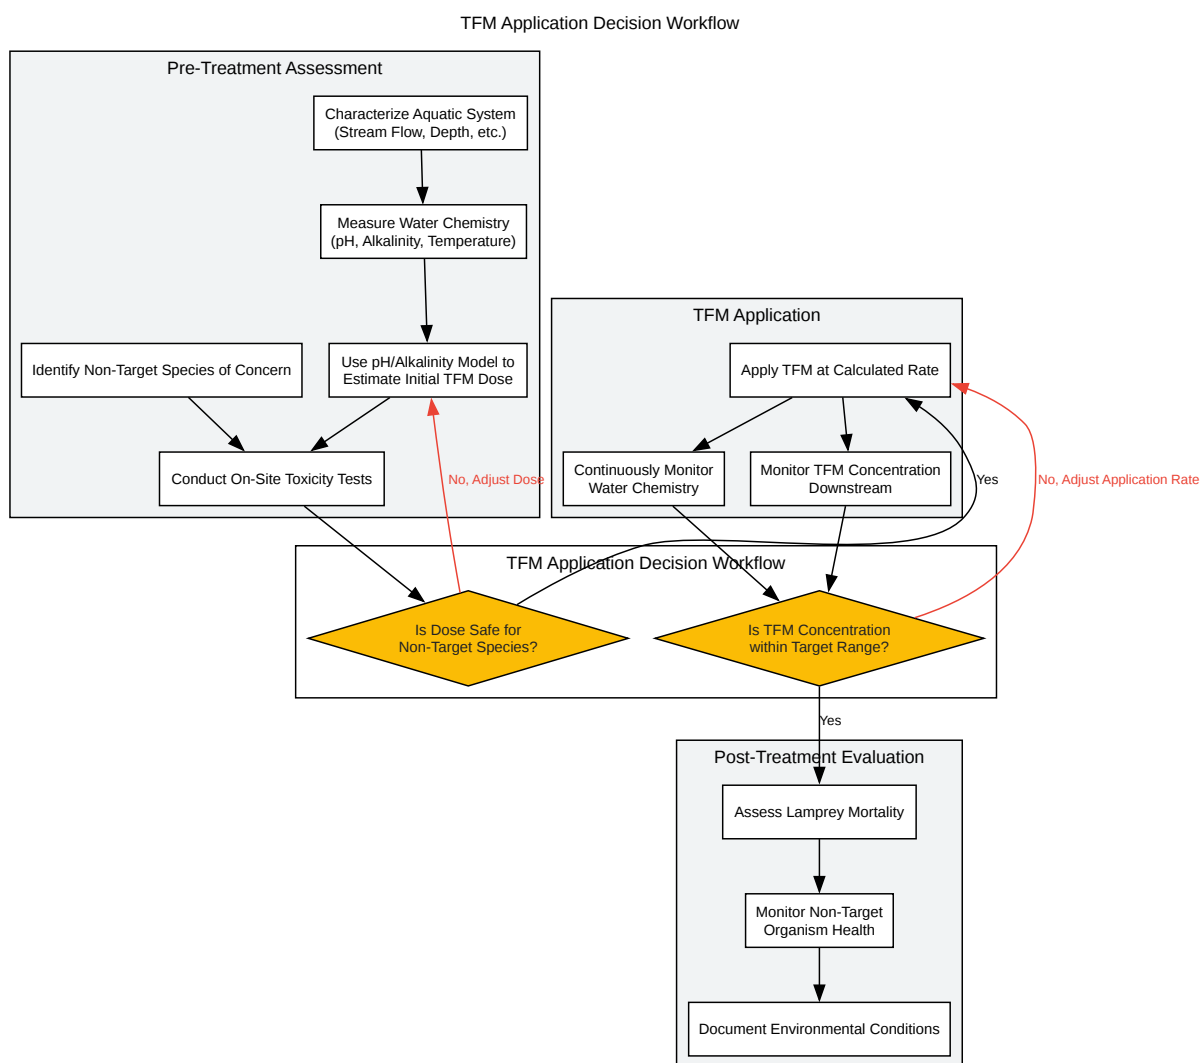 TFM Application Decision Workflow
Pre-Treatment Assessment
Characterize Aquatic System
(Stream Flow, Depth, etc.)
Measure Water Chemistry
(pH, Alkalinity, Temperature)
Identify Non-Target Species of Concern
Use pH/Alkalinity Model to
Estimate Initial TFM Dose
Conduct On-Site Toxicity Tests
No, Adjust Dose
TFM Application
Apply TFM at Calculated Rate
Continuously Monitor
Water Chemistry
Monitor TFM Concentration
Downstream
Yes
No, Adjust Application Rate
TFM Application Decision Workflow
Is Dose Safe for
Non-Target Species?
Is TFM Concentration
within Target Range?
Yes
Post-Treatment Evaluation
Assess Lamprey Mortality
Monitor Non-Target
Organism Health
Document Environmental Conditions